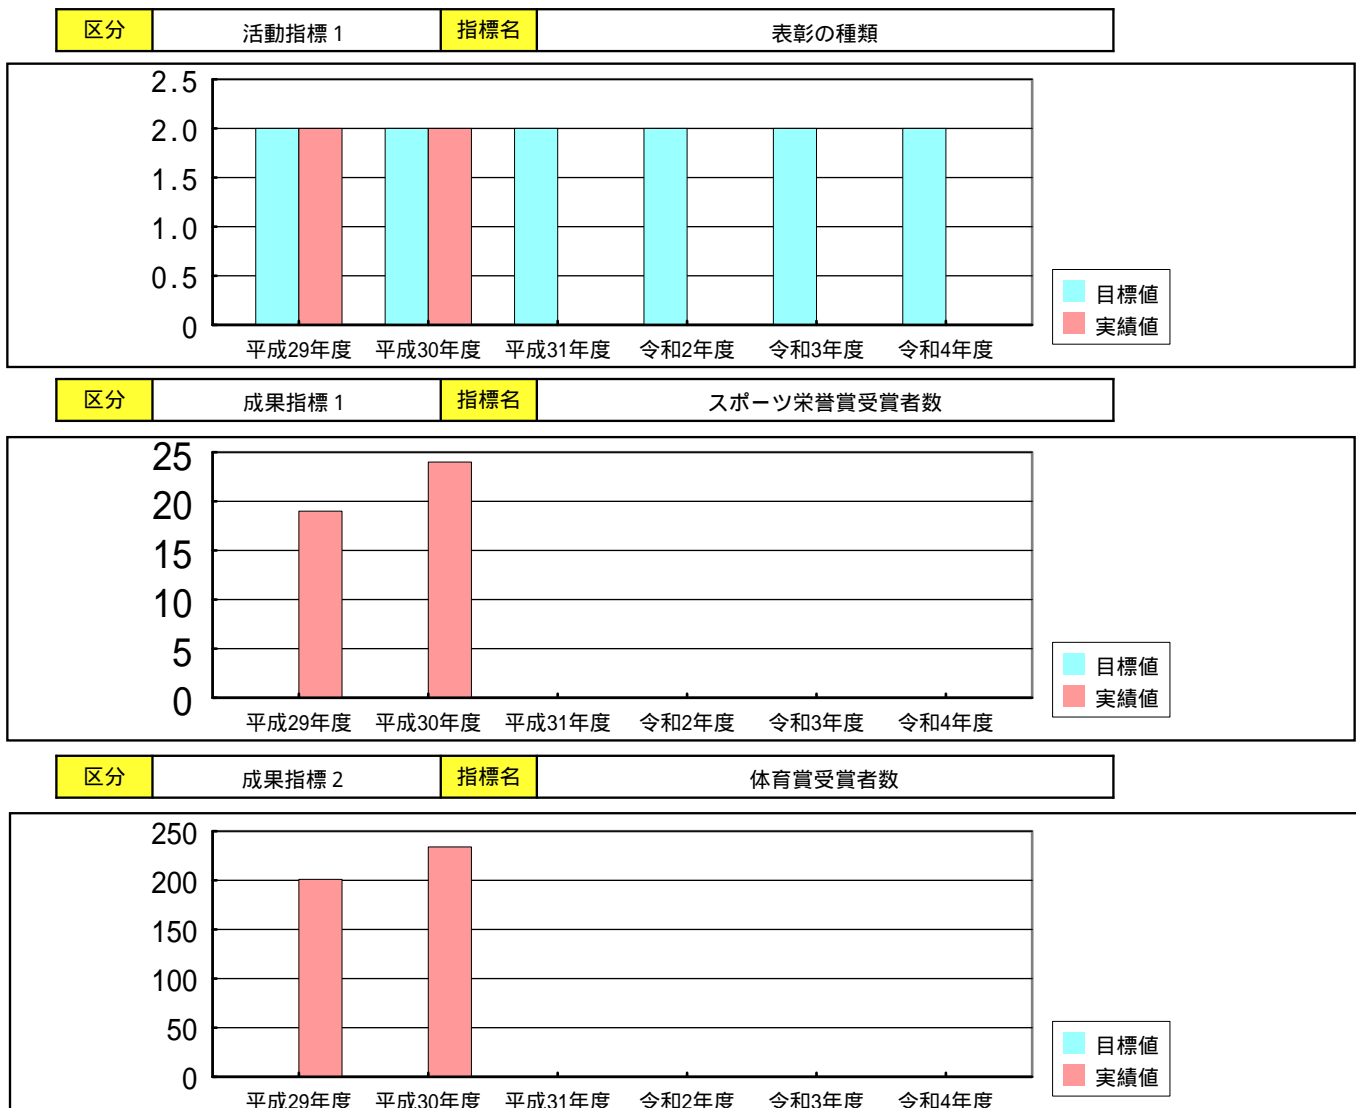 区分 活動指標1 指標名 表彰の種類
2.5
2.0
1.5
1.0
0.5
0
平成29年度 平成30年度 平成31年度 令和2年度 令和3年度 令和4年度
目標値
実績値
区分 成果指標1 指標名 スポーツ栄誉賞受賞者数
25
20
15
10
5
0
平成29年度 平成30年度 平成31年度 令和2年度 令和3年度 令和4年度
目標値
実績値
区分 成果指標2 指標名 体育賞受賞者数
250
200
150
100
50
0
平成29年度 平成30年度 平成31年度 令和2年度 令和3年度 令和4年度
目標値
実績値